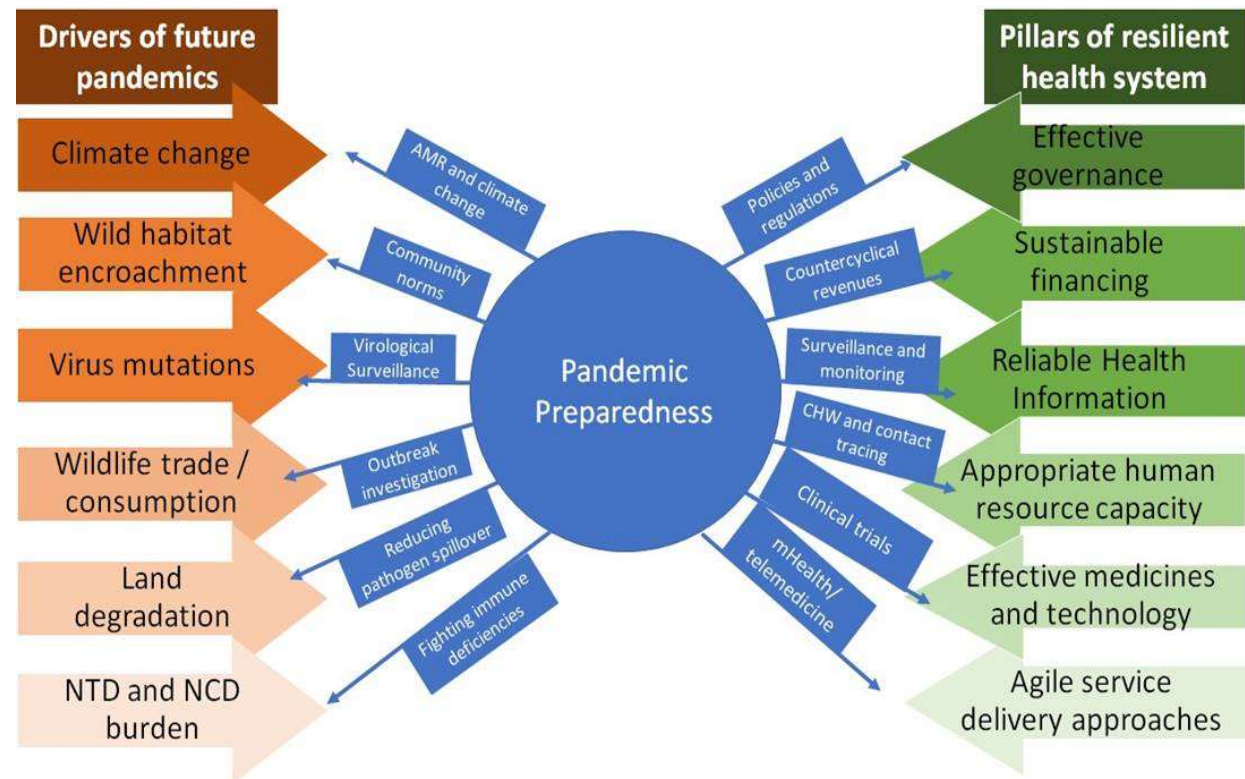 Drivers of future
pandemics
Climate change
Wild habitat
encroachment
Virus mutations
Wildlife trade /
consumption
Land
degradation
NTD and NCD
burden
AMR and climate
change
Community
norms
Virological
Surveillance
Outbreak
investigation
Reducing
pathogen spillover
Fighting immune
deficiencies
Pandemic
Preparedness
Policies and
regulations
Countercyclical
revenues
Surveillance and
monitoring
CHW and contact
tracing
Clinical trials
mHealth/
telemedicine
Pillars of resilient
health system
Effective
governance
Sustainable
financing
Reliable Health
Information
Appropriate human
resource capacity
Effective medicines
and technology
Agile service
delivery approaches